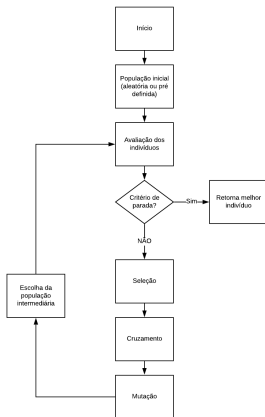 Início
População inicial
(aleatória ou pré
definida)
Avaliação dos
indivíduos
Critério de
parada?
Sim
Retorna melhor
indivíduo
NÃO
Seleção
Escolha da
população
intermediária
Cruzamento
Mutação